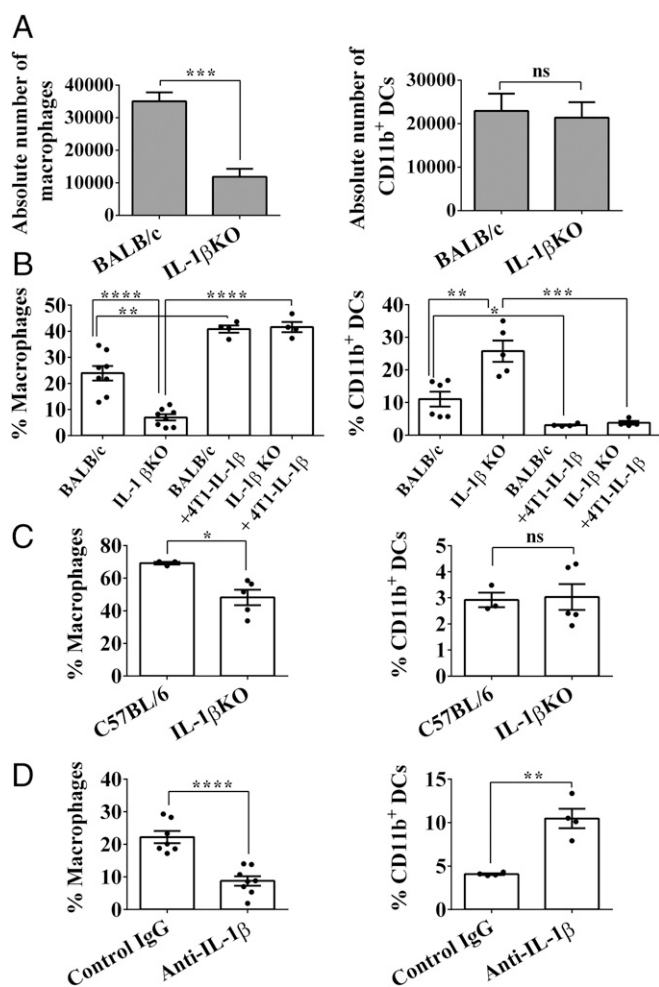 A
Absolute number of
macrophages
40000
30000
20000
10000
0
***
BALB/c
IL-1βKO
Absolute number of
CD11b+ DCs
30000
20000
10000
0
ns
BALB/c
IL-1βKO
B
% Macrophages
50
40
30
20
10
0
****
**
****
BALB/c
IL-1 βKO
BALB/c
+4T1-IL-1β
IL-1β KO
+ 4T1-IL-1β
% CD11b+ DCs
40
30
20
10
0
**
*
***
BALB/c
IL-1β KO
BALB/c
+4T1-IL-1β
IL-1β KO
+4T1-IL-1β
C
% Macrophages
80
60
40
20
0
*
C57BL/6
IL-1βKO
% CD11b+ DCs
6
5
4
3
2
1
0
ns
C57BL/6
IL-1βKO
D
% Macrophages
40
30
20
10
0
****
Control IgG
Anti-IL-1β
% CD11b+ DCs
15
10
5
0
**
Control IgG
Anti-IL-1β